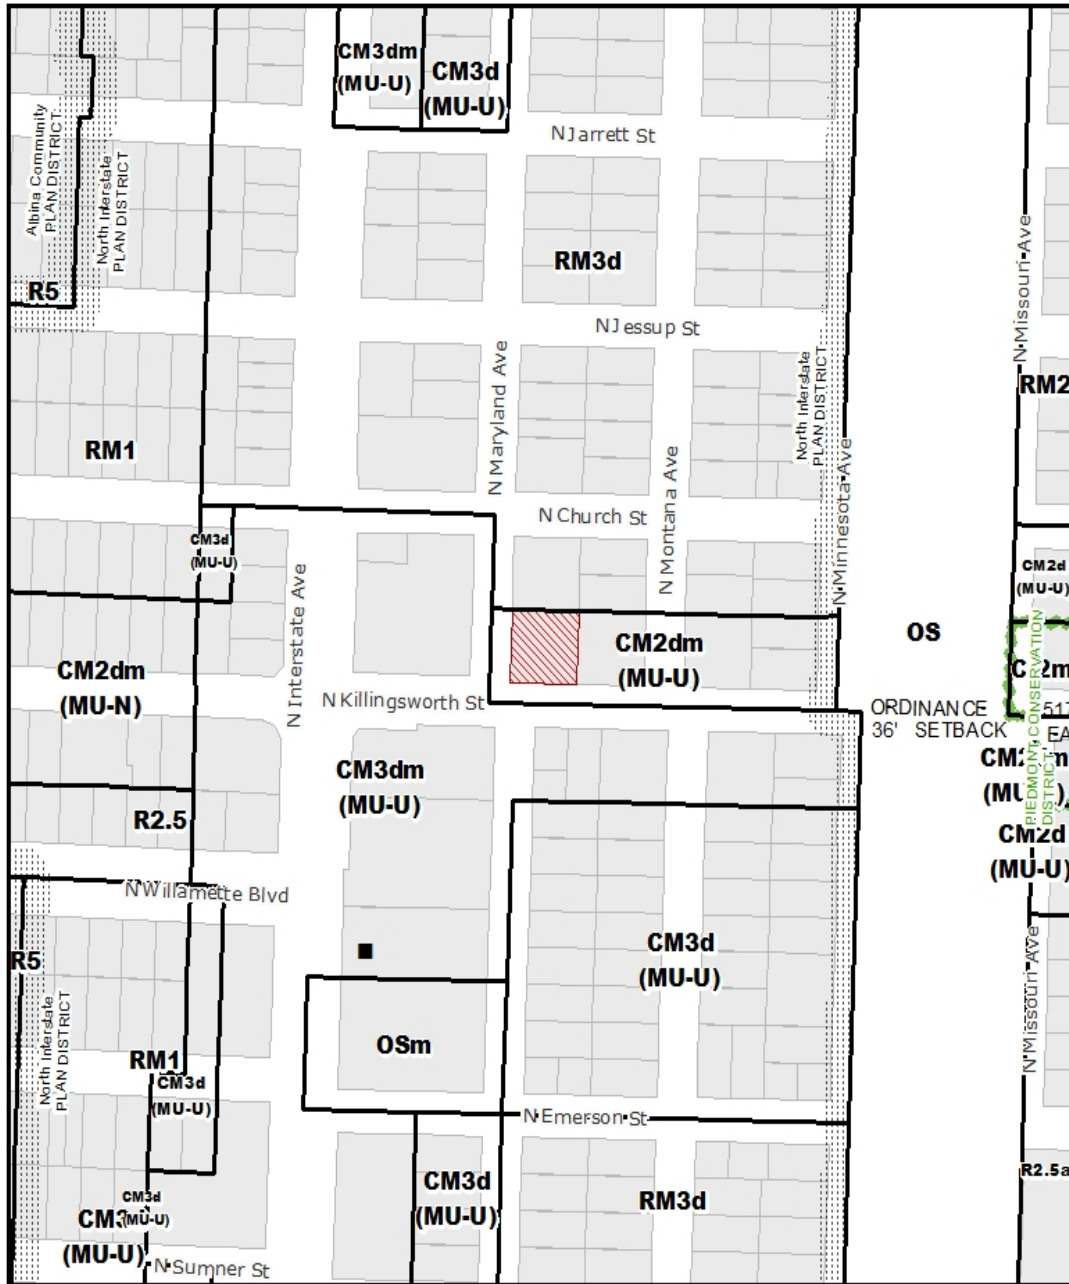 CM3dm
(MU-U)
CM3d
(MU-U)
N Jarrett St
Albina Community
PLAN DISTRICT
North Interstate
PLAN DISTRICT
N Missouri Ave
RM3d
R5
N Jessup St
N Maryland Ave
North Interstate
PLAN DISTRICT
RM2
RM1
N Montana Ave
N Minnesota Ave
N Church St
CM3d
(MU-U)
N Interstate Ave
CM2d
(MU-U)
OS
CM2dm
(MU-U)
CM2dm
(MU-N)
PIEDMONT CONSERVATION
DISTRICT
N Killingsworth St
ORDINANCE
36' SETBACK
517
EA
CM3dm
(MU-U)
R2.5
CM2d
(MU-U)
N Willamette Blvd
CM3d
(MU-U)
R5
N Missouri Ave
North Interstate
PLAN DISTRICT
OSm
RM1
CM3d
(MU-U)
N Emerson St
R2.5a
CM3d
(MU-U)
RM3d
CM3d
(MU-U)
CM3
(MU-U)
N Sumner St